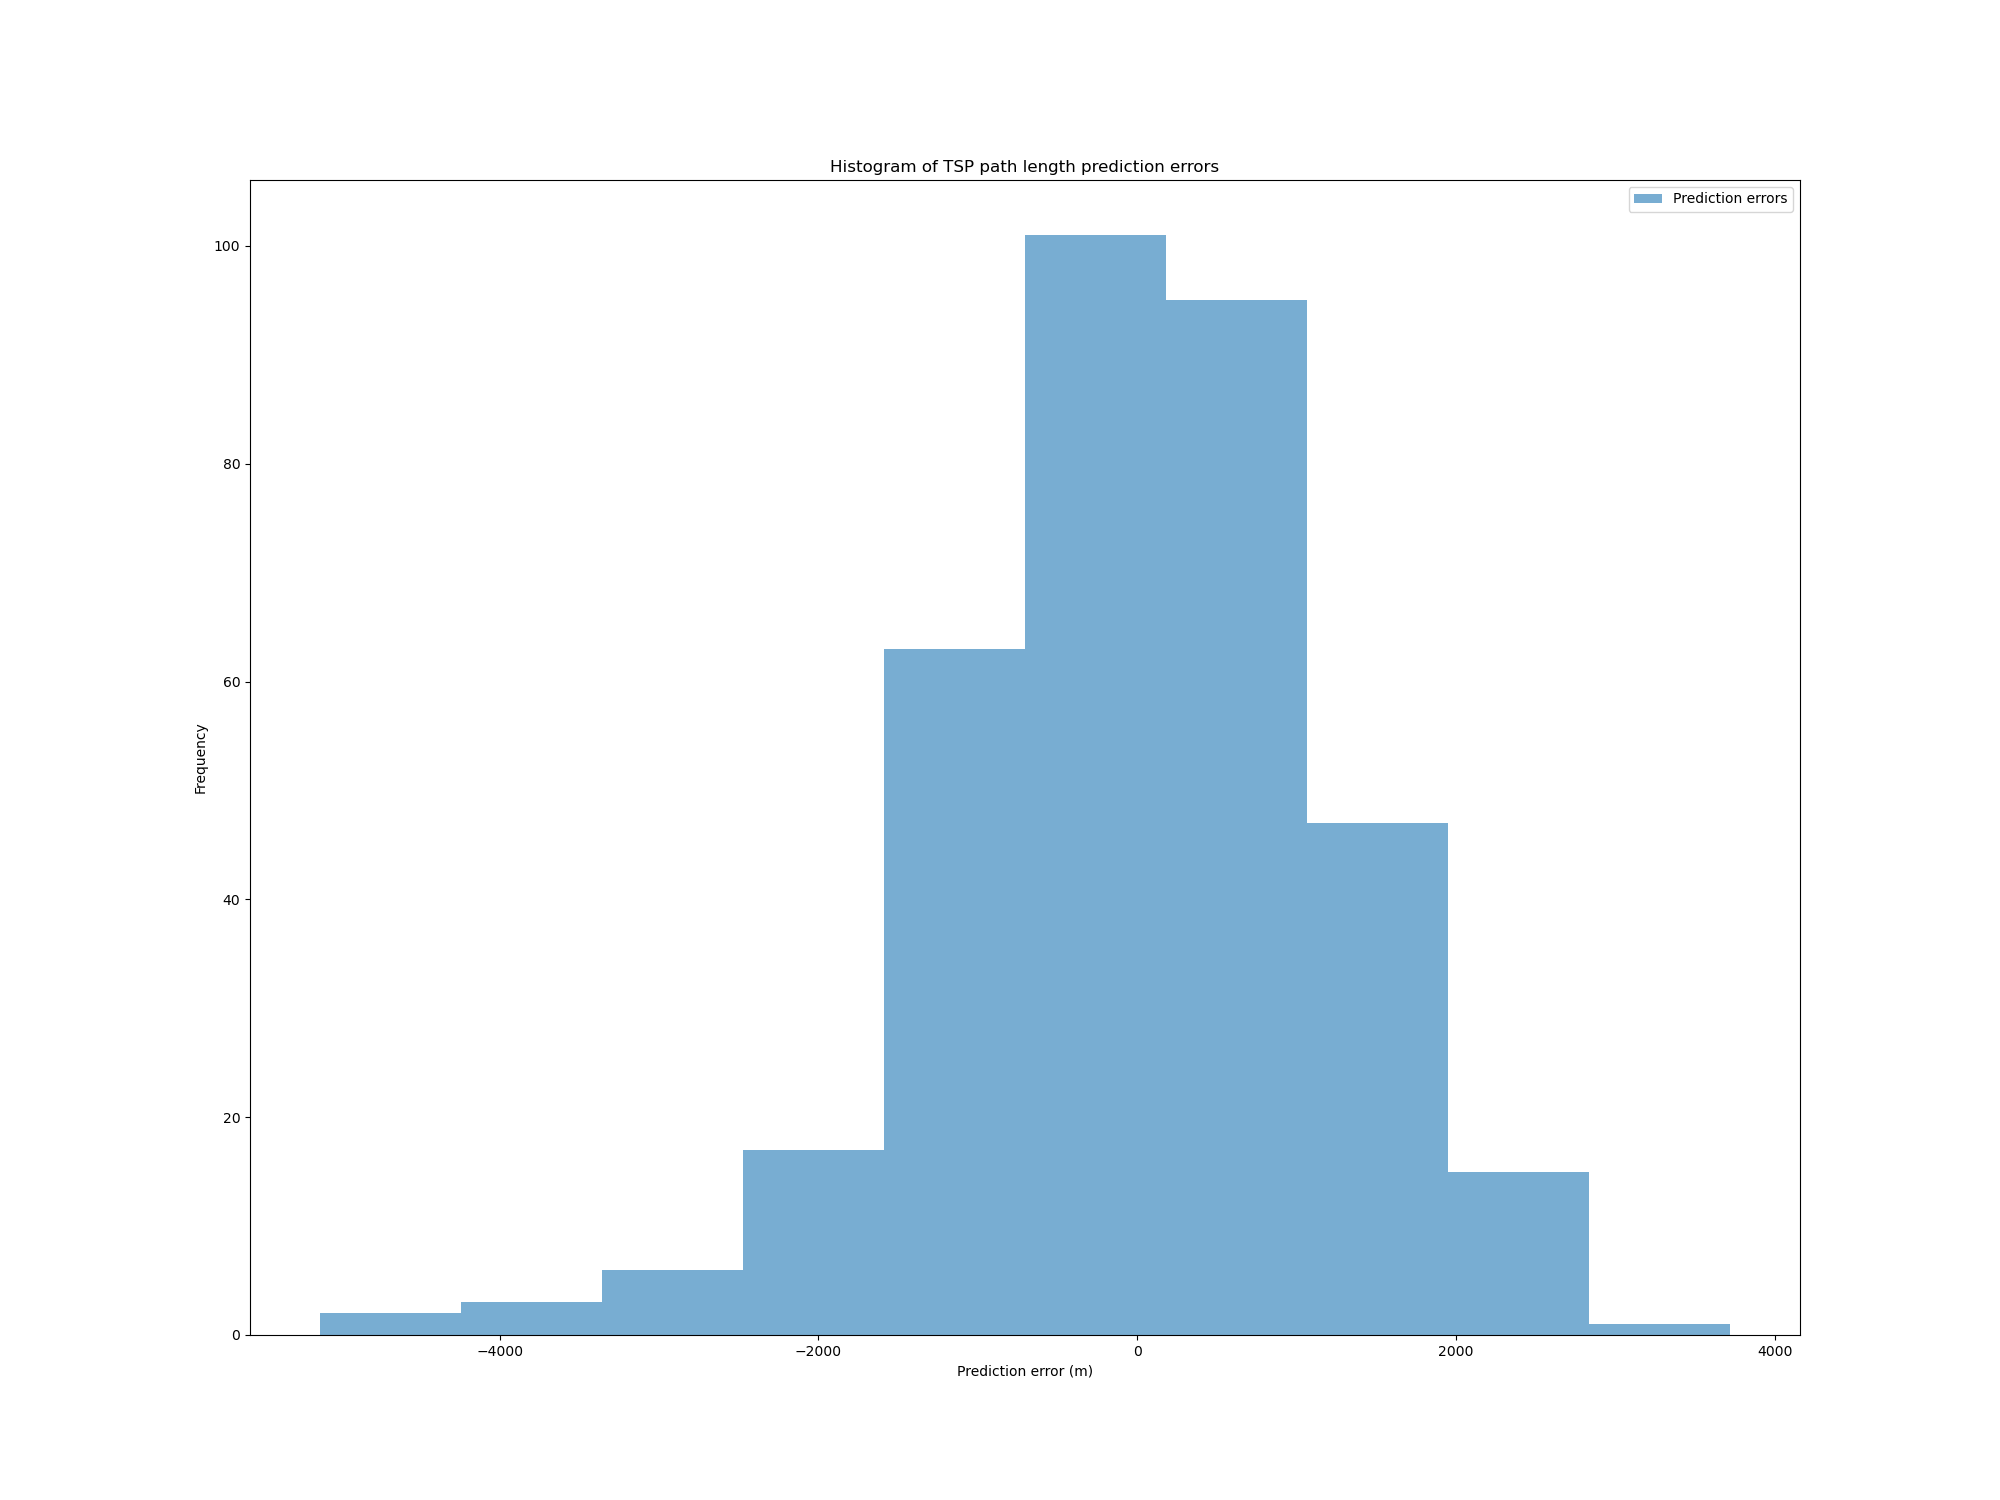 Histogram of TSP path length prediction errors
Prediction errors
100
80
60
40
20
0
Frequency
−4000
−2000
0
2000
4000
Prediction error (m)